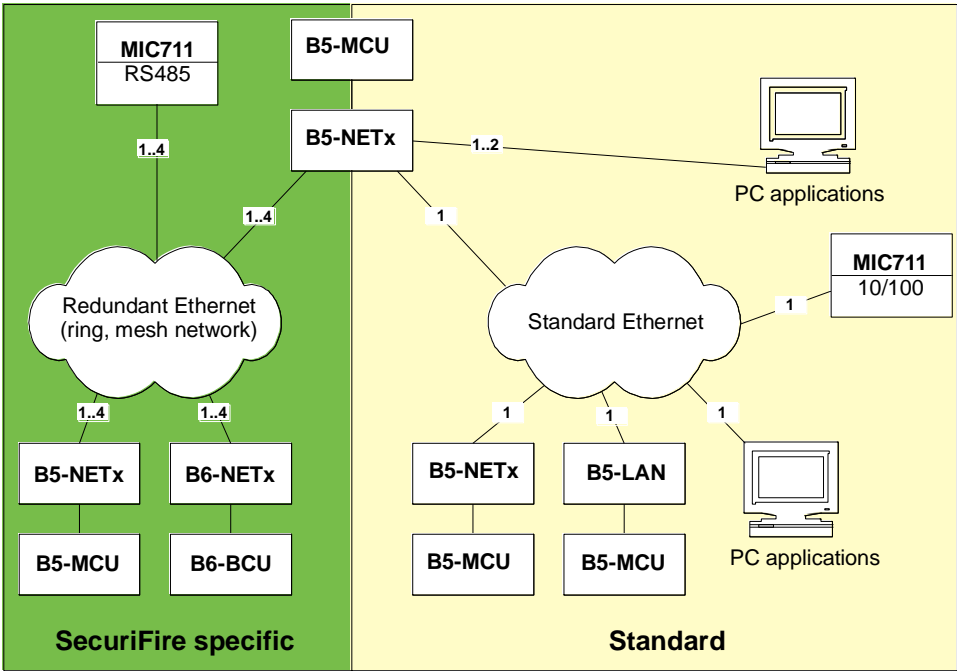 MIC711
RS485
B5-MCU
B5-NETx
1..4
1..2
PC applications
1..4
1
MIC711
10/100
Redundant Ethernet
(ring, mesh network)
Standard Ethernet
1
1..4
1..4
1
1
1
B5-NETx
B6-NETx
B5-NETx
B5-LAN
B5-MCU
B6-BCU
B5-MCU
B5-MCU
PC applications
SecuriFire specific
Standard